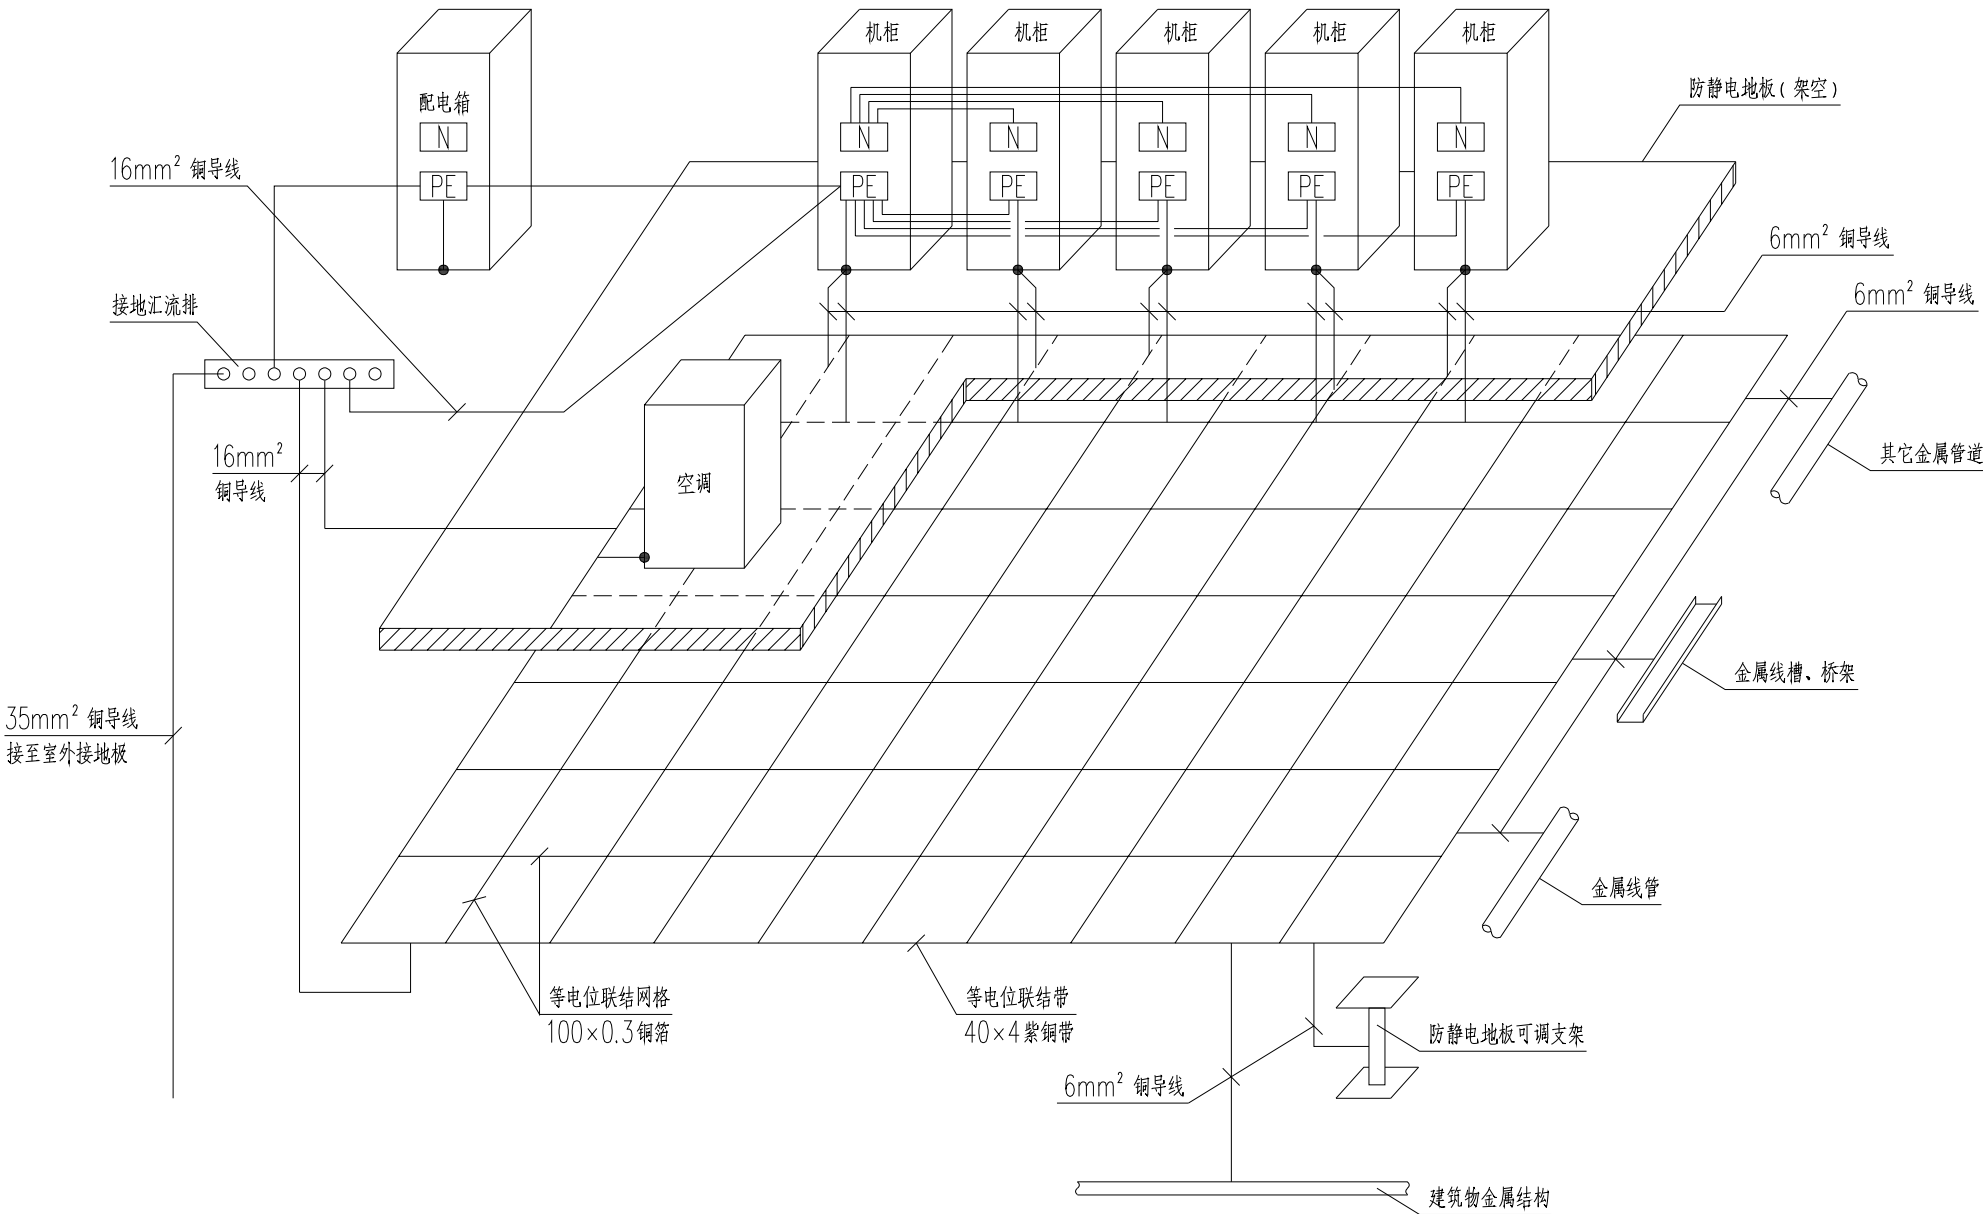 机柜
机柜
机柜
机柜
机柜
配电箱
防静电地板(架空)
N
N
N
N
N
N
16mm² 铜导线
PE
PE
PE
PE
PE
PE
6mm² 铜导线
接地汇流排
6mm² 铜导线
其它金属管道
16mm²
铜导线
空调
金属线槽、桥架
35mm² 铜导线
接至室外接地极
金属线管
等电位联结网格
100×0.3铜箔
等电位联结带
40×4紫铜带
防静电地板可调支架
6mm² 铜导线
建筑物金属结构